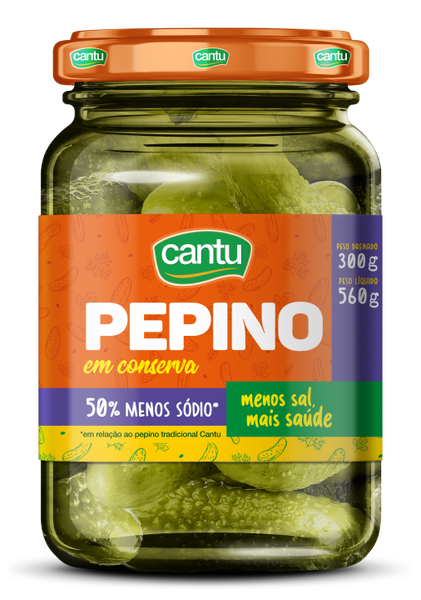 cantu
cantu
cantu
cantu
PEPINO
em conserva
50% MENOS SÓDIO*
*em relação ao pepino tradicional Cantu
menos sal,
mais saúde
PESO DRENADO
300g
PESO LÍQUIDO
560g